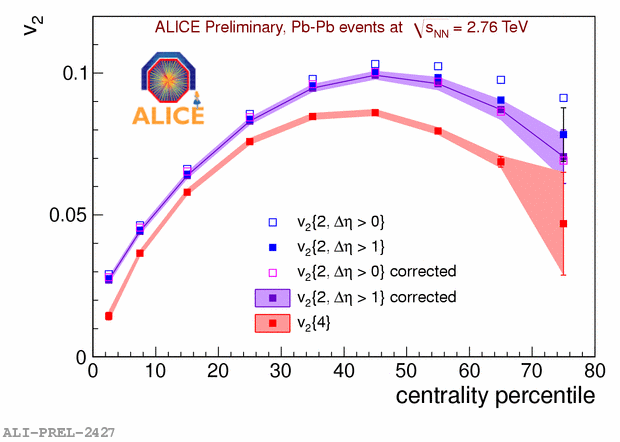 ALICE Preliminary, Pb-Pb events at √sNN = 2.76 TeV
v2
0.1
ALICE
0.05
v2{2, Δη > 0}
v2{2, Δη > 1}
v2{2, Δη > 0} corrected
v2{2, Δη > 1} corrected
v2{4}
0
0 10 20 30 40 50 60 70 80
centrality percentile
ALI-PREL-2427